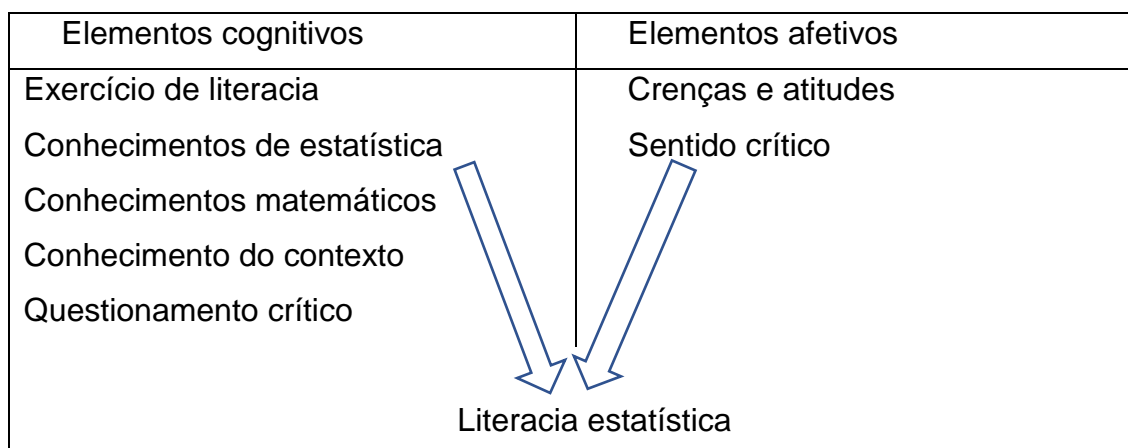 Elementos cognitivos
Elementos afetivos
Exercício de literacia
Conhecimentos de estatística
Conhecimentos matemáticos
Conhecimento do contexto
Questionamento crítico
Crenças e atitudes
Sentido crítico
Literacia estatística